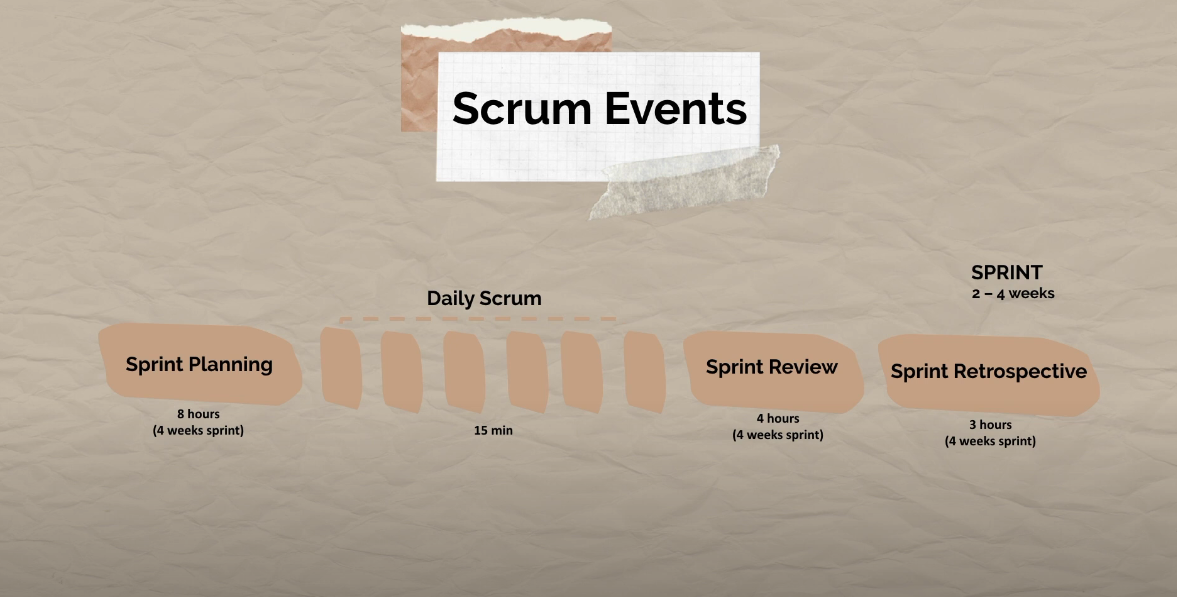 Scrum Events
SPRINT
2 – 4 weeks
Daily Scrum
Sprint Planning
8 hours
(4 weeks sprint)
15 min
Sprint Review
4 hours
(4 weeks sprint)
Sprint Retrospective
3 hours
(4 weeks sprint)